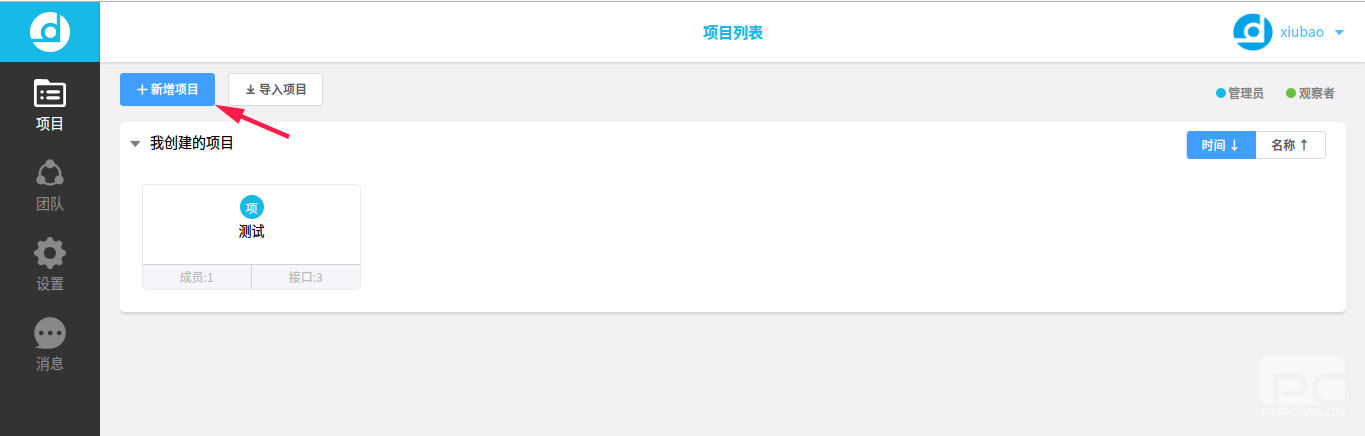 项目列表
xiubao
新增项目
导入项目
管理员
观察者
项目
团队
设置
消息
我创建的项目
时间 ↓
名称 ↑
项
测试
成员:1
接口:3
PC
PHPCMS.CN